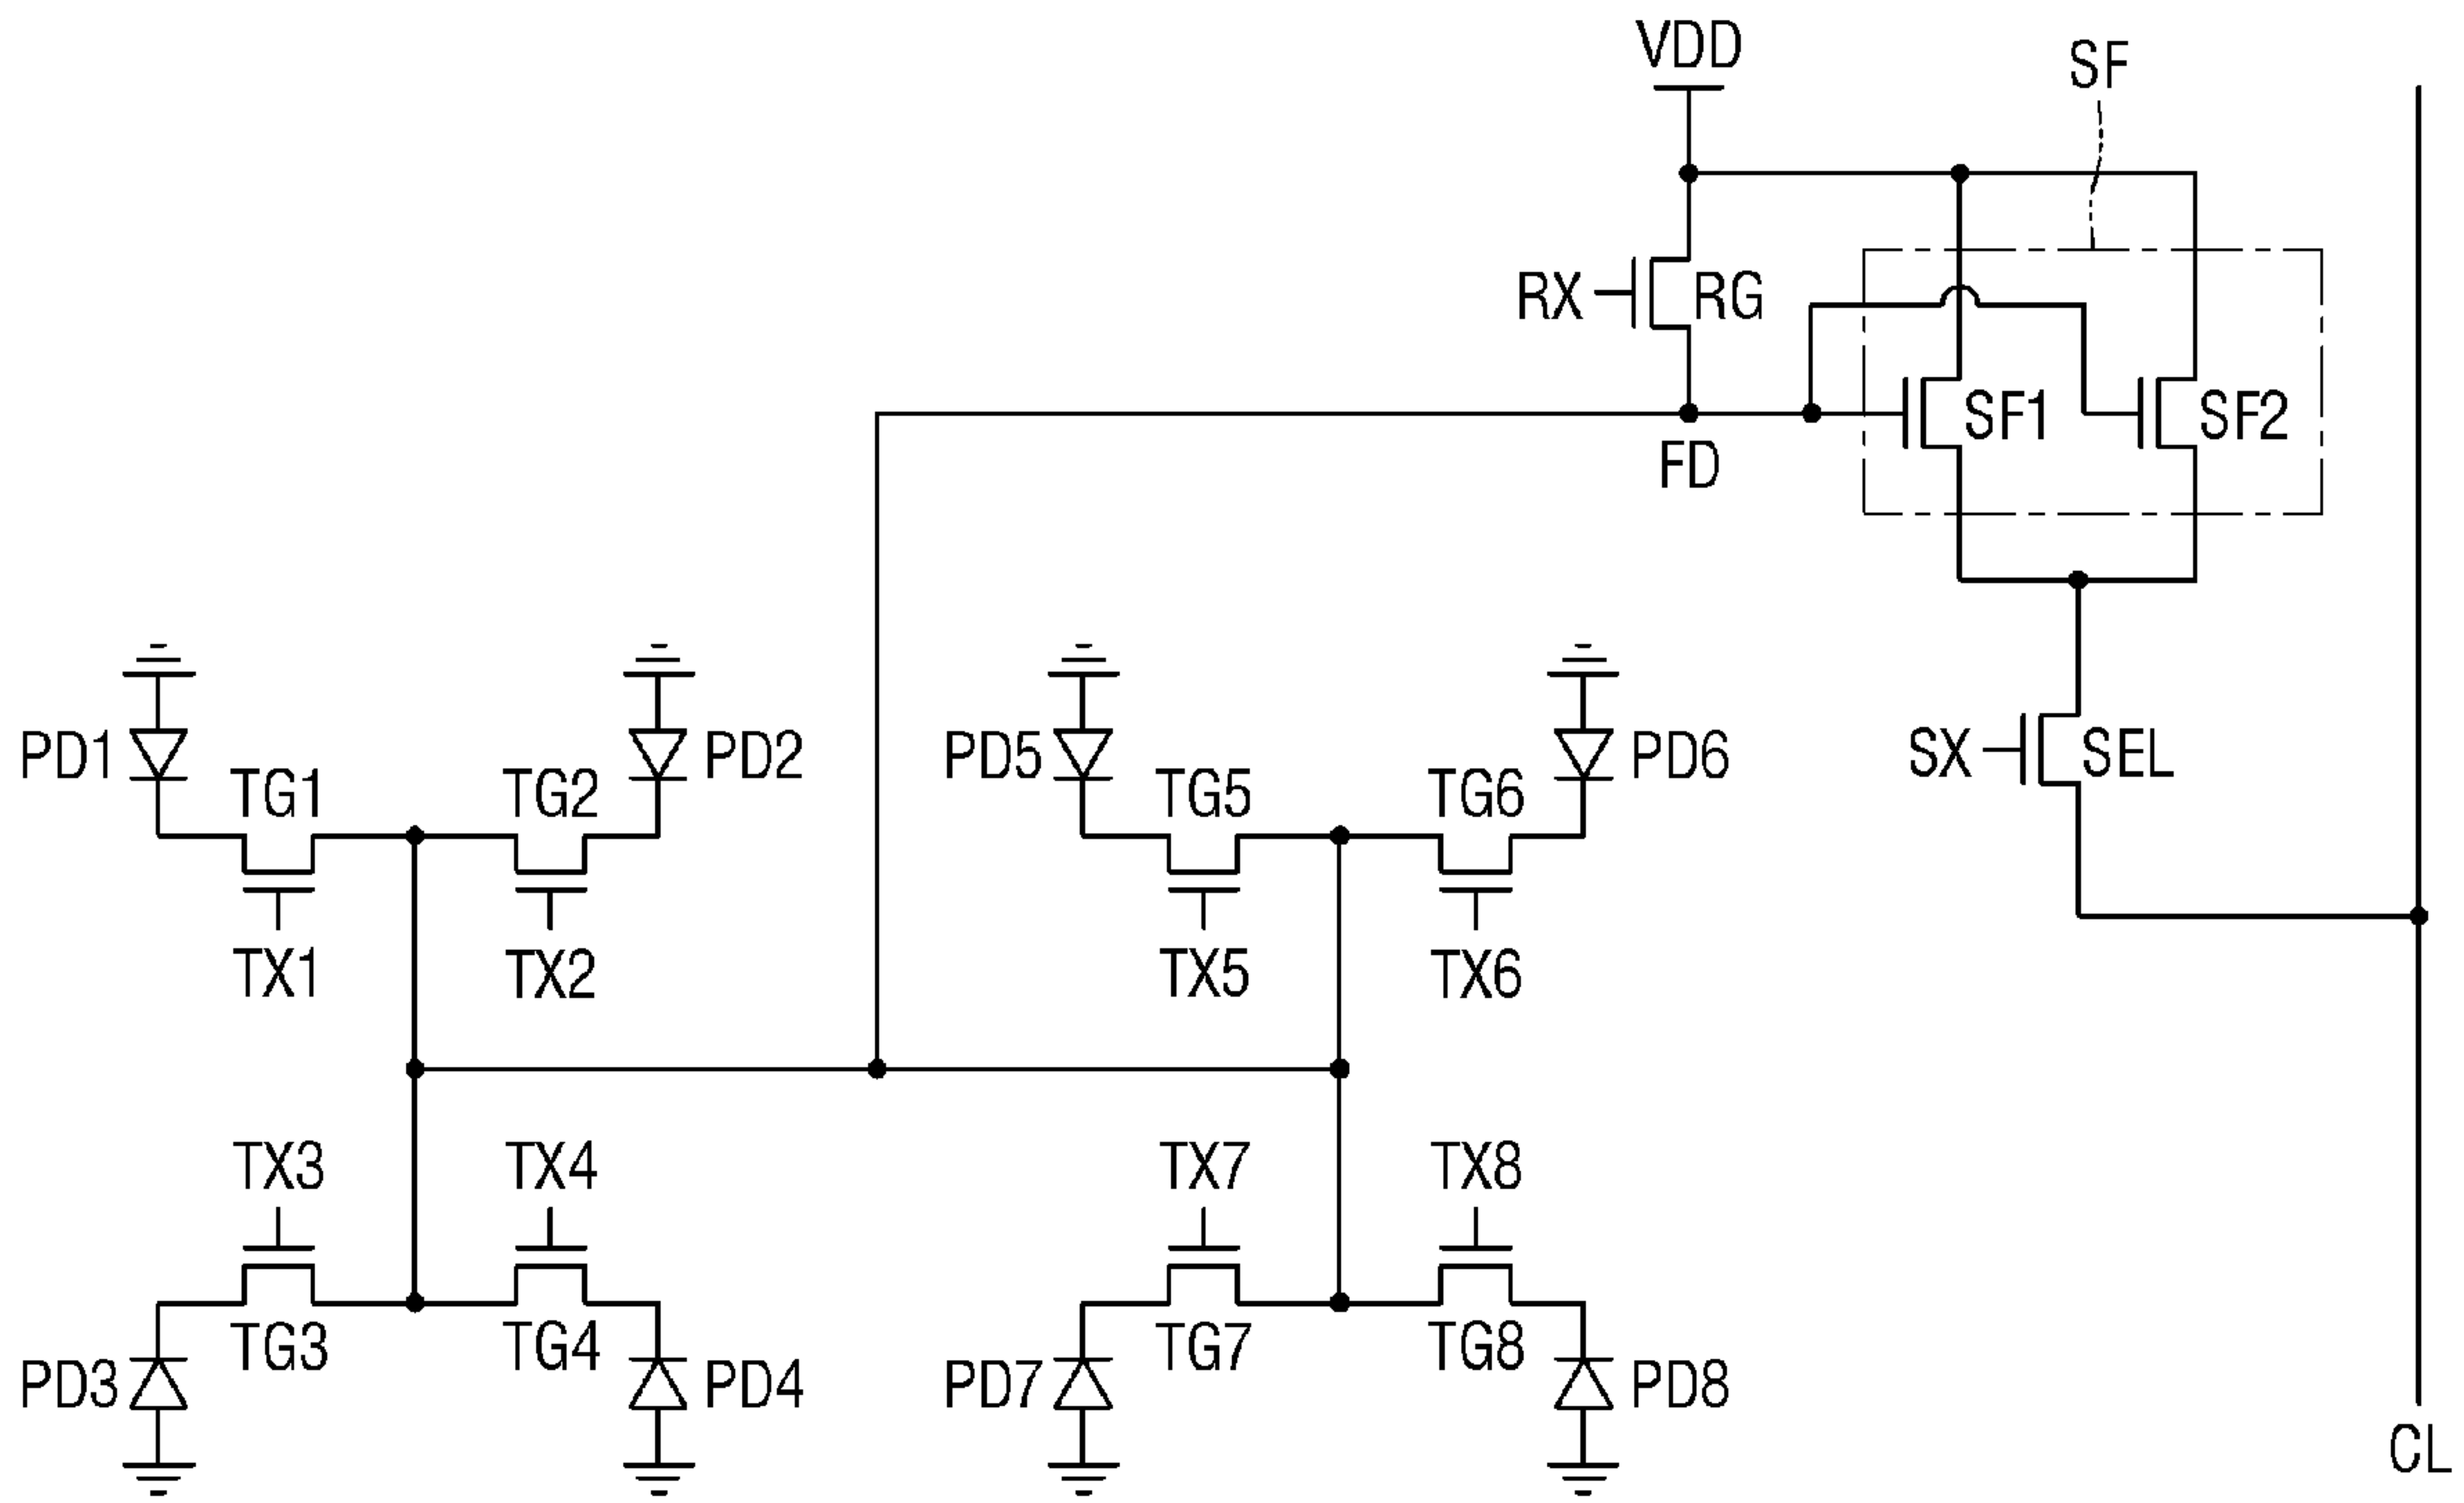 VDD
SF
RX
RG
SF1
SF2
FD
PD1
TG1
TG2
PD2
PD5
TG5
TG6
PD6
SX
SEL
TX1
TX2
TX5
TX6
TX3
TX4
TX7
TX8
PD3
TG3
TG4
PD4
PD7
TG7
TG8
PD8
CL